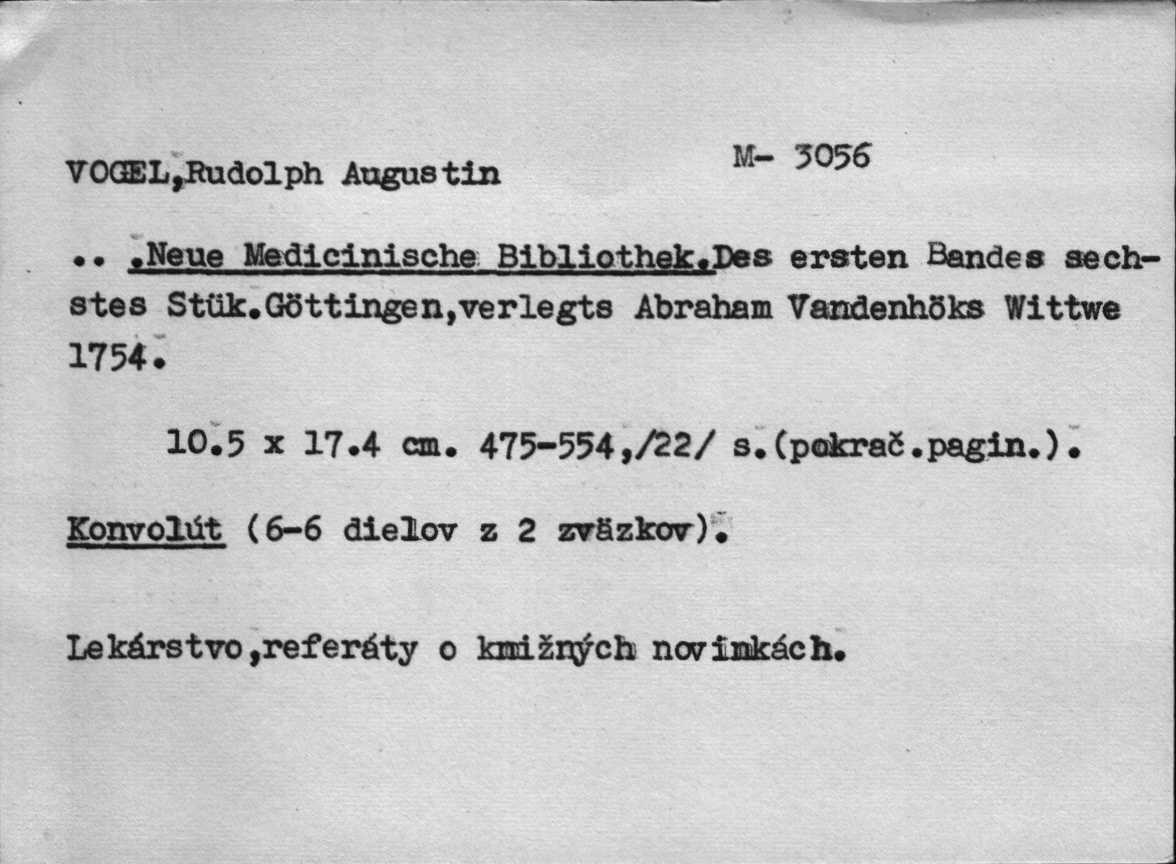 VOGEL,Rudolph Augustin M- 3056
.. .Neue Medicinische Bibliothek.Des ersten Bandes sech-
stes Stük.Göttingen,verlegts Abraham Vandenhöks Wittwe
1754.
10.5 x 17.4 cm. 475-554,/22/ s.(pokrač.pagin.).
Konvolút (6-6 dielov z 2 zväzkov).
Lekárstvo,referáty o knižných novinkách.